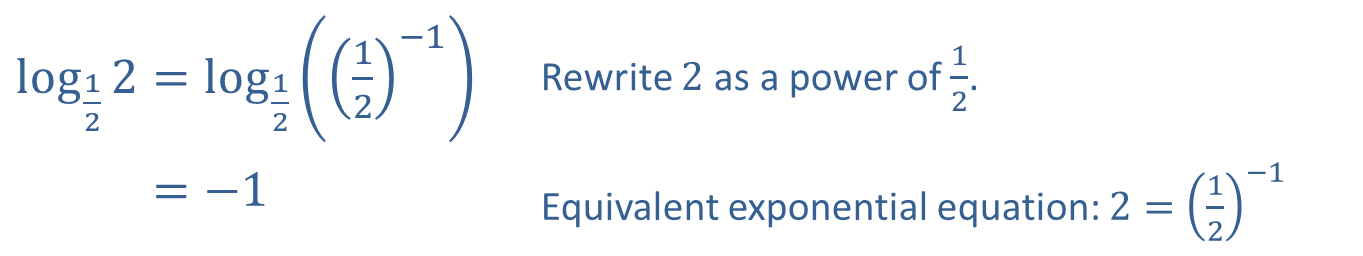 log_{1/2} 2 = log_{1/2}((1/2)^{-1}) Rewrite 2 as a power of 1/2.
= −1 Equivalent exponential equation: 2 = (1/2)^{-1}